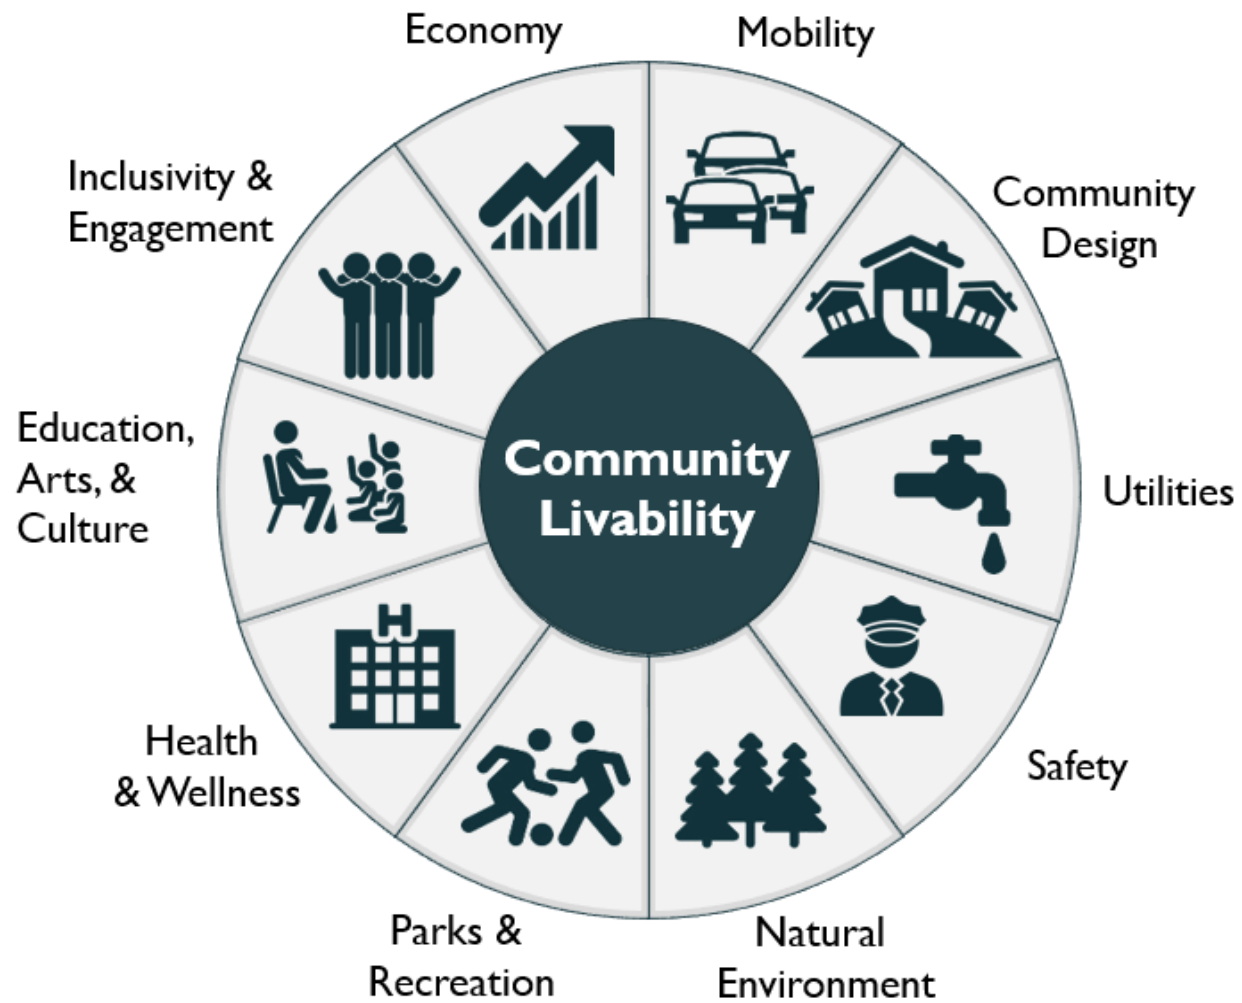 Economy
Mobility
Inclusivity &
Engagement
Community
Design
Education,
Arts, &
Culture
Community
Livability
Utilities
Health
& Wellness
Safety
Parks &
Recreation
Natural
Environment
H